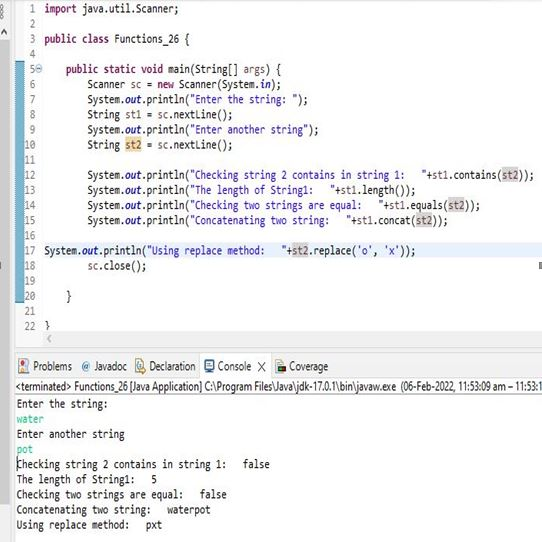 1 import java.util.Scanner;
2
3 public class Functions_26 {
4
5 public static void main(String[] args) {
6 Scanner sc = new Scanner(System.in);
7 System.out.println("Enter the string: ");
8 String st1 = sc.nextLine();
9 System.out.println("Enter another string");
10 String st2 = sc.nextLine();
11
12 System.out.println("Checking string 2 contains in string 1:   "+st1.contains(st2));
13 System.out.println("The length of String1:   "+st1.length());
14 System.out.println("Checking two strings are equal:   "+st1.equals(st2));
15 System.out.println("Concatenating two string:   "+st1.concat(st2));
16
17 System.out.println("Using replace method:   "+st2.replace('o', 'x'));
18 sc.close();
19
20 }
21
22 }
Problems @ Javadoc Declaration Console Coverage
<terminated> Functions_26 [Java Application] C:\Program Files\Java\jdk-17.0.1\bin\javaw.exe (06-Feb-2022, 11:53:09 am – 11:53:1
Enter the string:
water
Enter another string
pot
Checking string 2 contains in string 1:   false
The length of String1:   5
Checking two strings are equal:   false
Concatenating two string:   waterpot
Using replace method:   pxt